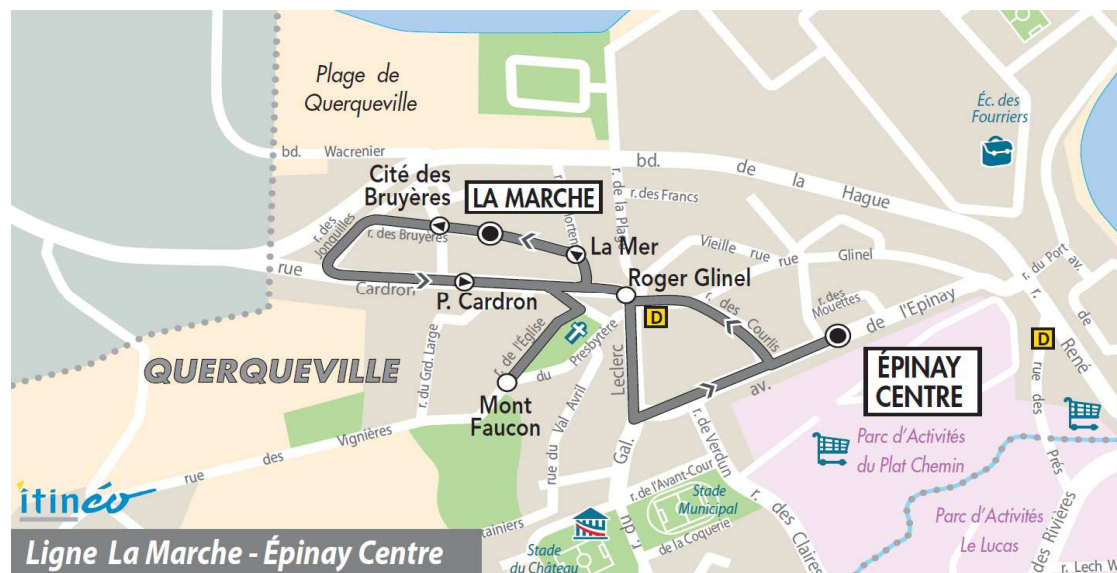 Plage de
Querqueville
Éc. des
Fourriers
bd. Wacrenier
bd. de la Hague
Cité des
Bruyères
LA MARCHE
r. de la Plage
r. des Francs
r. des Jonquilles
r. des Bruyères
La Mer
Vieille rue
rue Glinel
r. du Port
rue Cardron
P. Cardron
Roger Glinel
D
r. des Courlis
r. des
Mouettes
av. de l'Epinay
r. de l'Église
r. du Presbytère
Leclerc
D
av. de
r. René
QUERQUEVILLE
r. du Grd. Large
Mont
Faucon
ÉPINAY
CENTRE
rue des Vignières
rue du Val Avril
r. du Gal.
r. de Verdun
Parc d'Activités
du Plat Chemin
rue des Prés
r. de l'Avant-Cour
Stade
Municipal
r. des Claires
de la Coquerie
Parc d'Activités
Le Lucas
des Rivières
r. Lech W
itinéo
Stade
du Château
Ligne La Marche - Épinay Centre